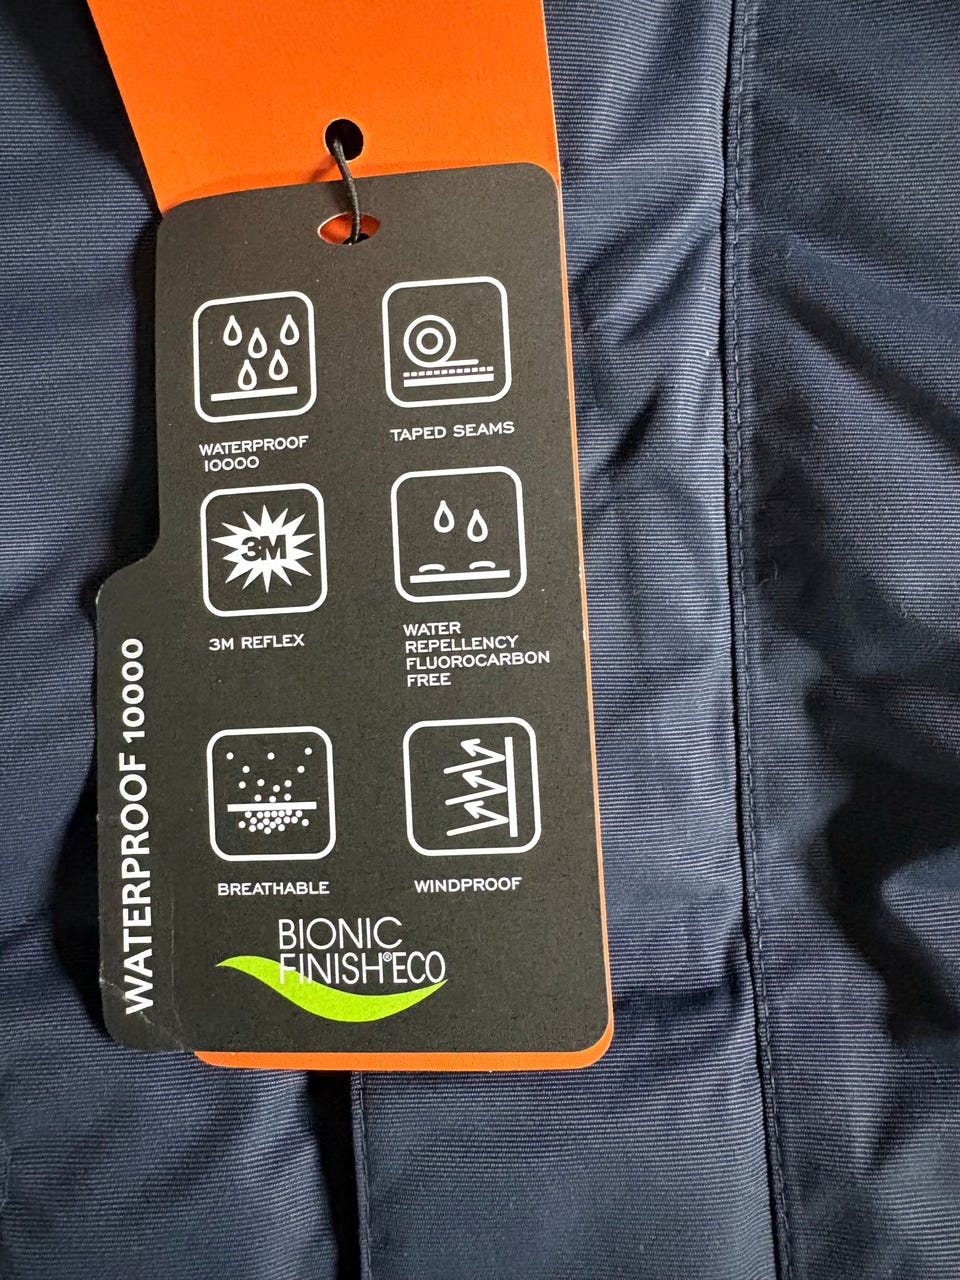 WATERPROOF
10000
TAPED SEAMS
3M
3M REFLEX
WATER
REPELLENCY
FLUOROCARBON
FREE
BREATHABLE
WINDPROOF
WATERPROOF 10000
BIONIC
FINISH®ECO